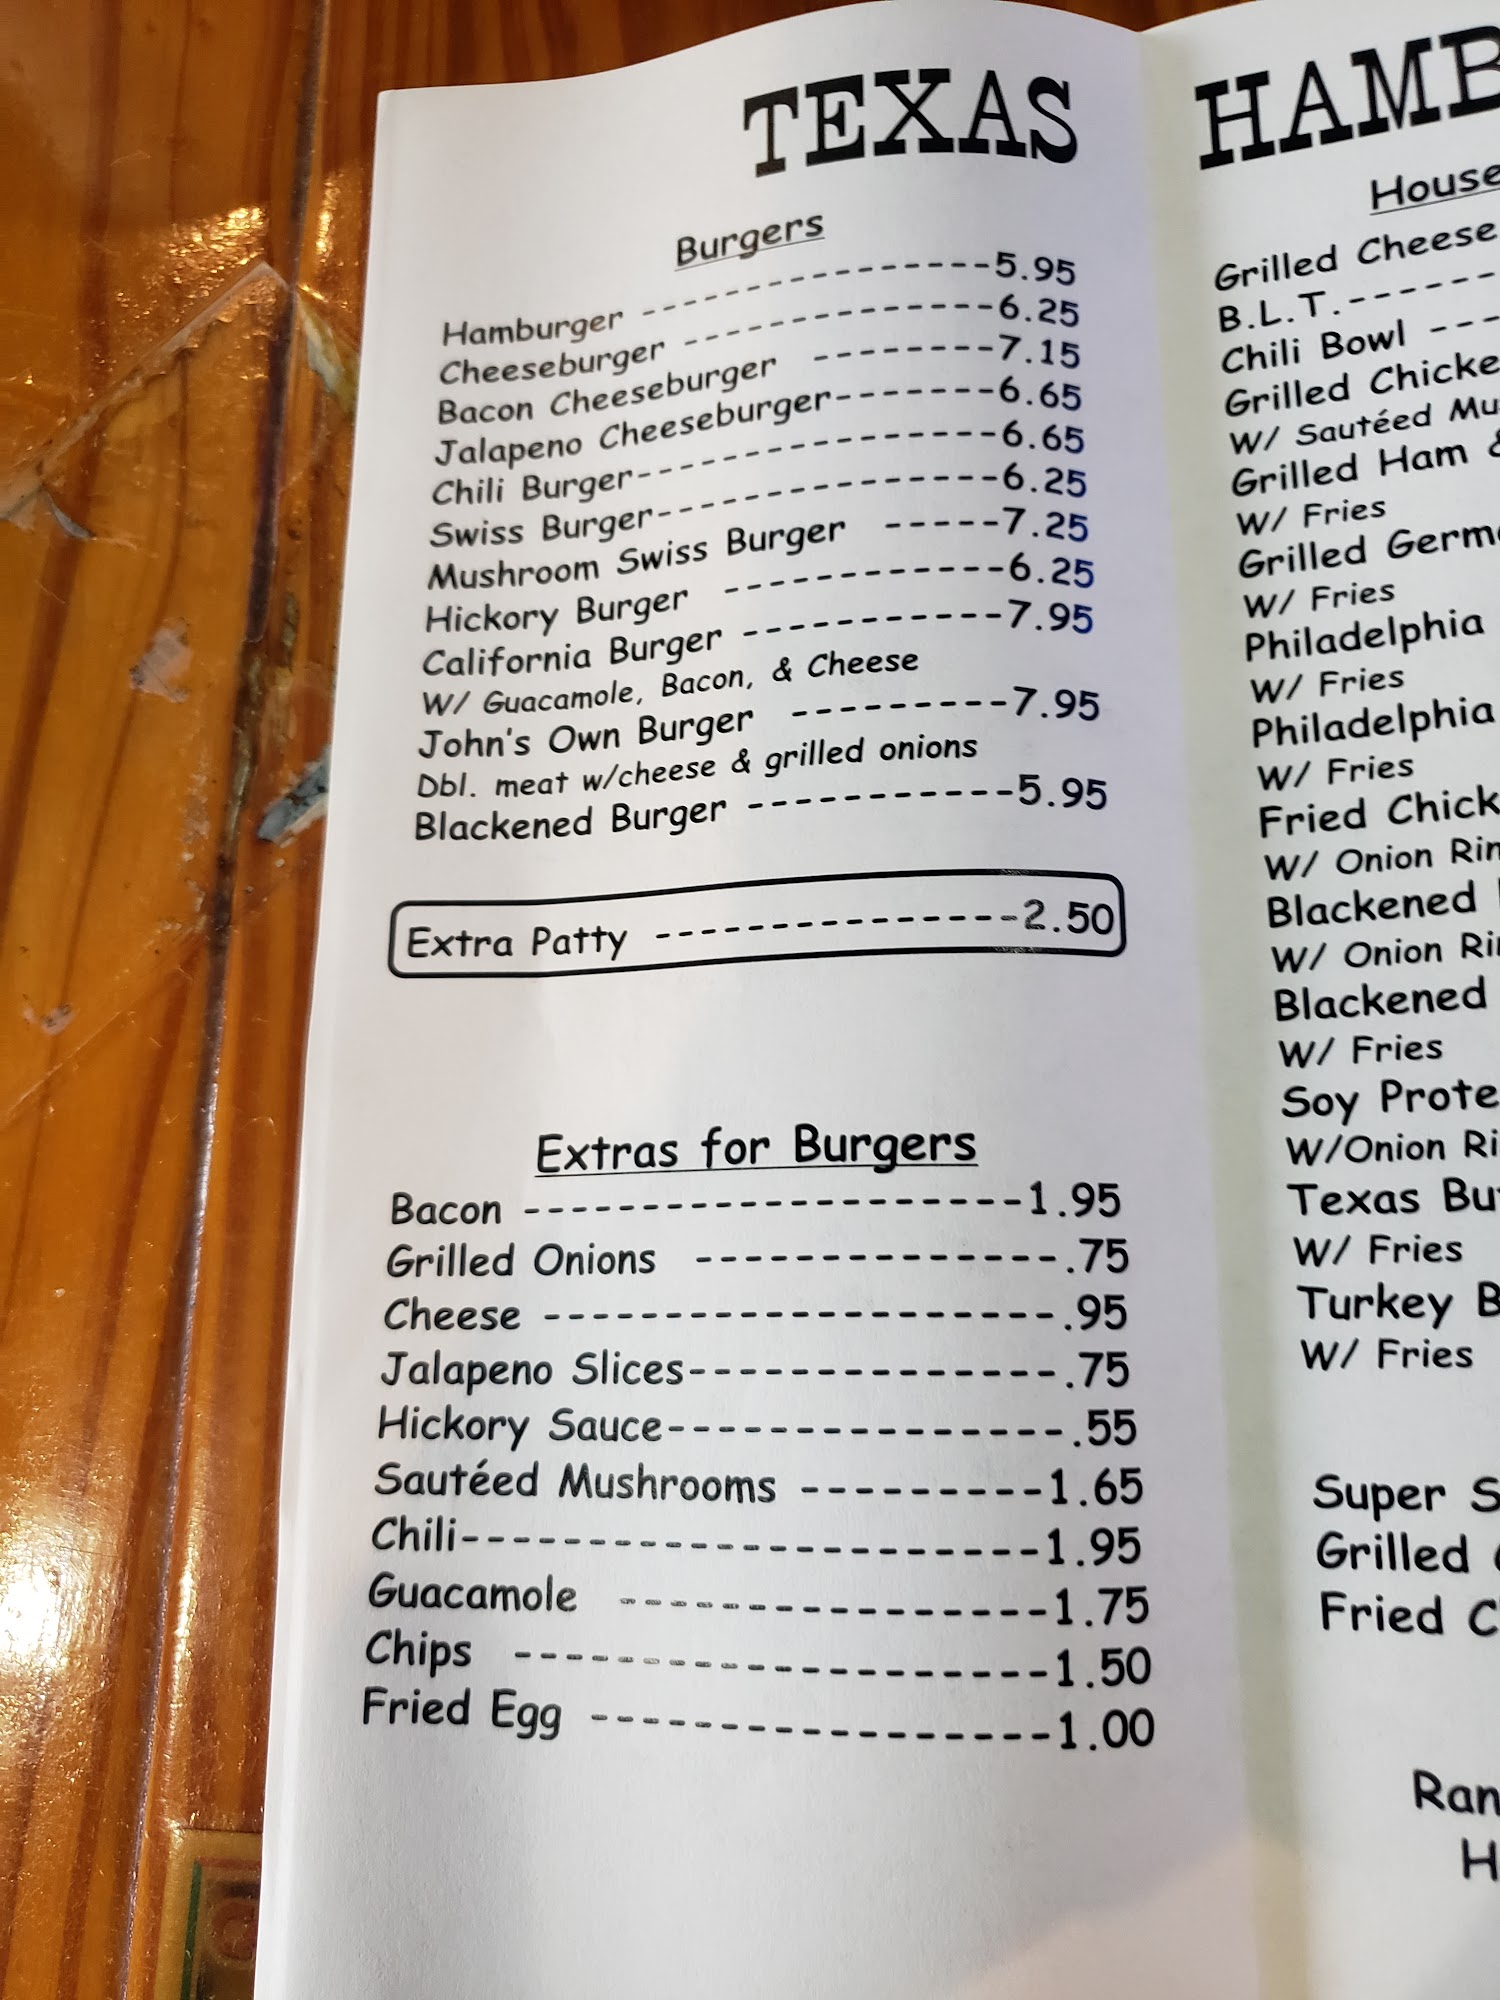 TEXAS HAMB
Burgers
Hamburger ---------------5.95
Cheeseburger --------------6.25
Bacon Cheeseburger --------7.15
Jalapeno Cheeseburger-------6.65
Chili Burger----------------6.65
Swiss Burger---------------6.25
Mushroom Swiss Burger -----7.25
Hickory Burger ------------6.25
California Burger -----------7.95
W/ Guacamole, Bacon, & Cheese
John's Own Burger ---------7.95
Dbl. meat w/cheese & grilled onions
Blackened Burger -----------5.95
Extra Patty ----------------2.50
Extras for Burgers
Bacon --------------------1.95
Grilled Onions ---------------.75
Cheese ---------------------.95
Jalapeno Slices---------------.75
Hickory Sauce----------------.55
Sautéed Mushrooms ---------1.65
Chili-----------------------1.95
Guacamole -----------------1.75
Chips ---------------------1.50
Fried Egg ------------------1.00
House
Grilled Cheese
B.L.T.------
Chili Bowl ---
Grilled Chicke
W/ Sautéed Mu
Grilled Ham &
W/ Fries
Grilled Germ
W/ Fries
Philadelphia
W/ Fries
Philadelphia
W/ Fries
Fried Chick
W/ Onion Rin
Blackened
W/ Onion Ri
Blackened
W/ Fries
Soy Prote
W/Onion Ri
Texas Bu
W/ Fries
Turkey B
W/ Fries
Super S
Grilled
Fried C
Ran
H